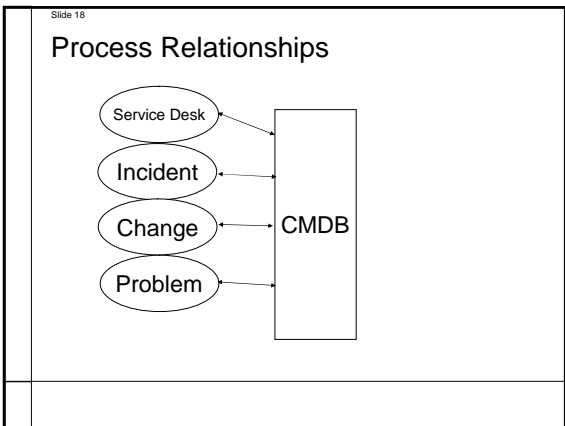 Slide 18
Process Relationships
Service Desk
Incident
Change
CMDB
Problem